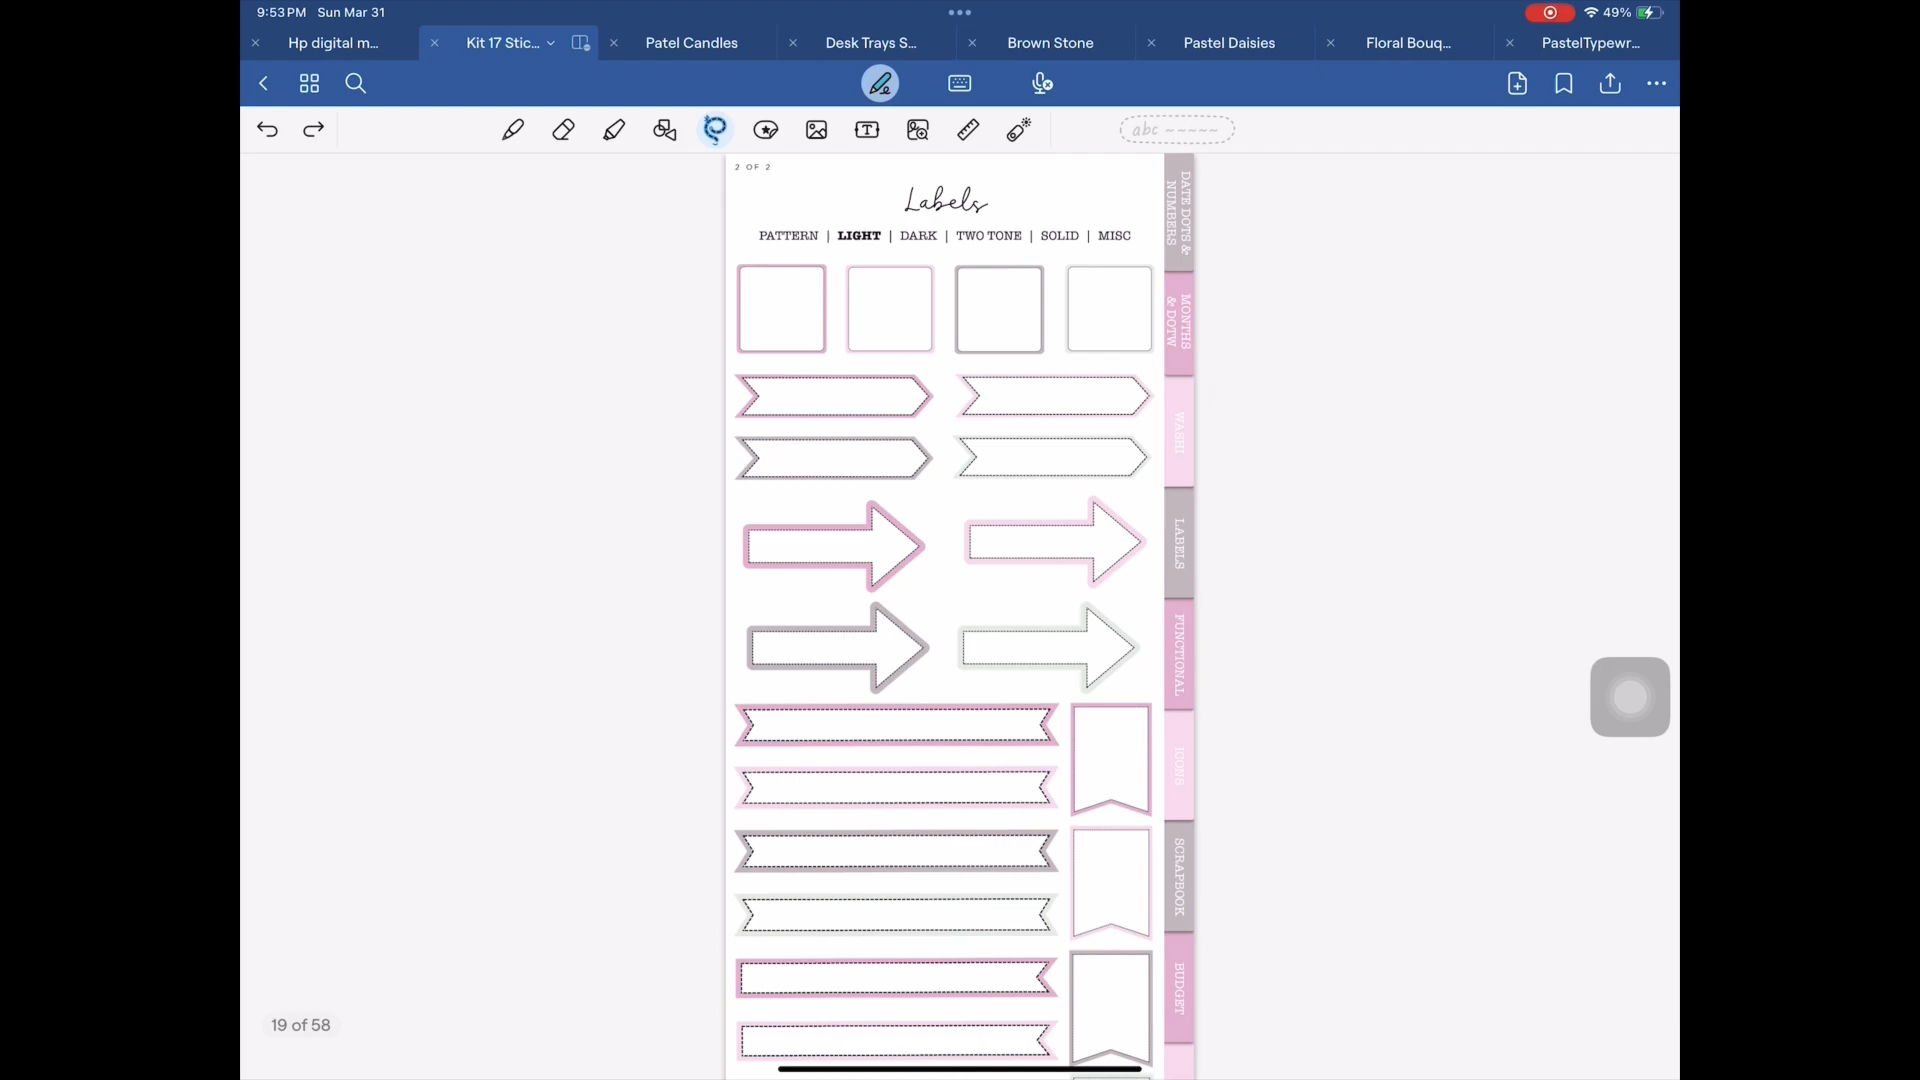 9:53 PM Sun Mar 31
49%
Hp digital m...
Kit 17 Stic...
Patel Candles
Desk Trays S...
Brown Stone
Pastel Daisies
Floral Bouq...
PastelTypewr...
abc
2 OF 2
Labels
PATTERN | LIGHT | DARK | TWO TONE | SOLID | MISC
DATE DOTS &
NUMBERS
MONTHS
& DOTW
WASHI
LABELS
FUNCTIONAL
ICONS
SCRAPBOOK
BUDGET
19 of 58